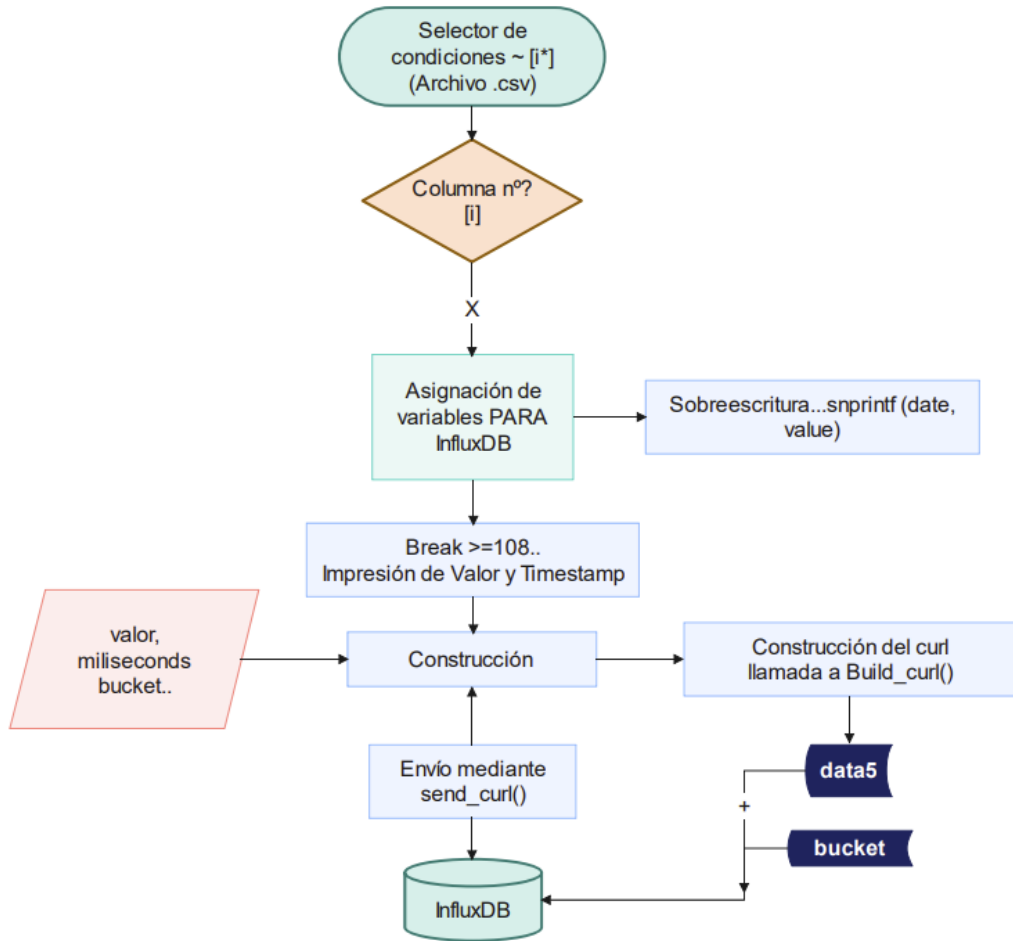 Selector de
condiciones ~ [i*]
(Archivo .csv)
Columna nº?
[i]
X
Asignación de
variables PARA
InfluxDB
Sobreescritura...snprintf (date,
value)
Break >=108..
Impresión de Valor y Timestamp
valor,
miliseconds
bucket..
Construcción
Construcción del curl
llamada a Build_curl()
Envío mediante
send_curl()
data5
+
bucket
InfluxDB